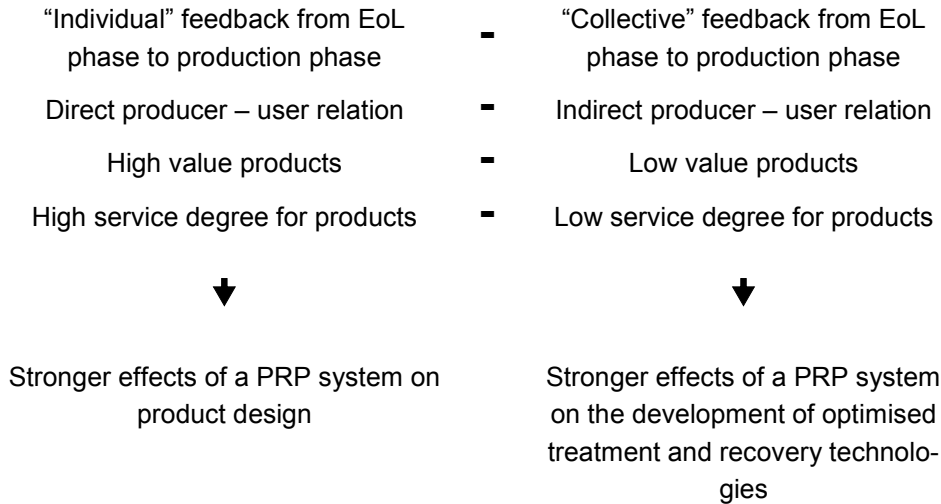 “Individual” feedback from EoL
phase to production phase
-
“Collective” feedback from EoL
phase to production phase
Direct producer – user relation
-
Indirect producer – user relation
High value products
-
Low value products
High service degree for products
-
Low service degree for products
Stronger effects of a PRP system on
product design
Stronger effects of a PRP system
on the development of optimised
treatment and recovery technolo-
gies